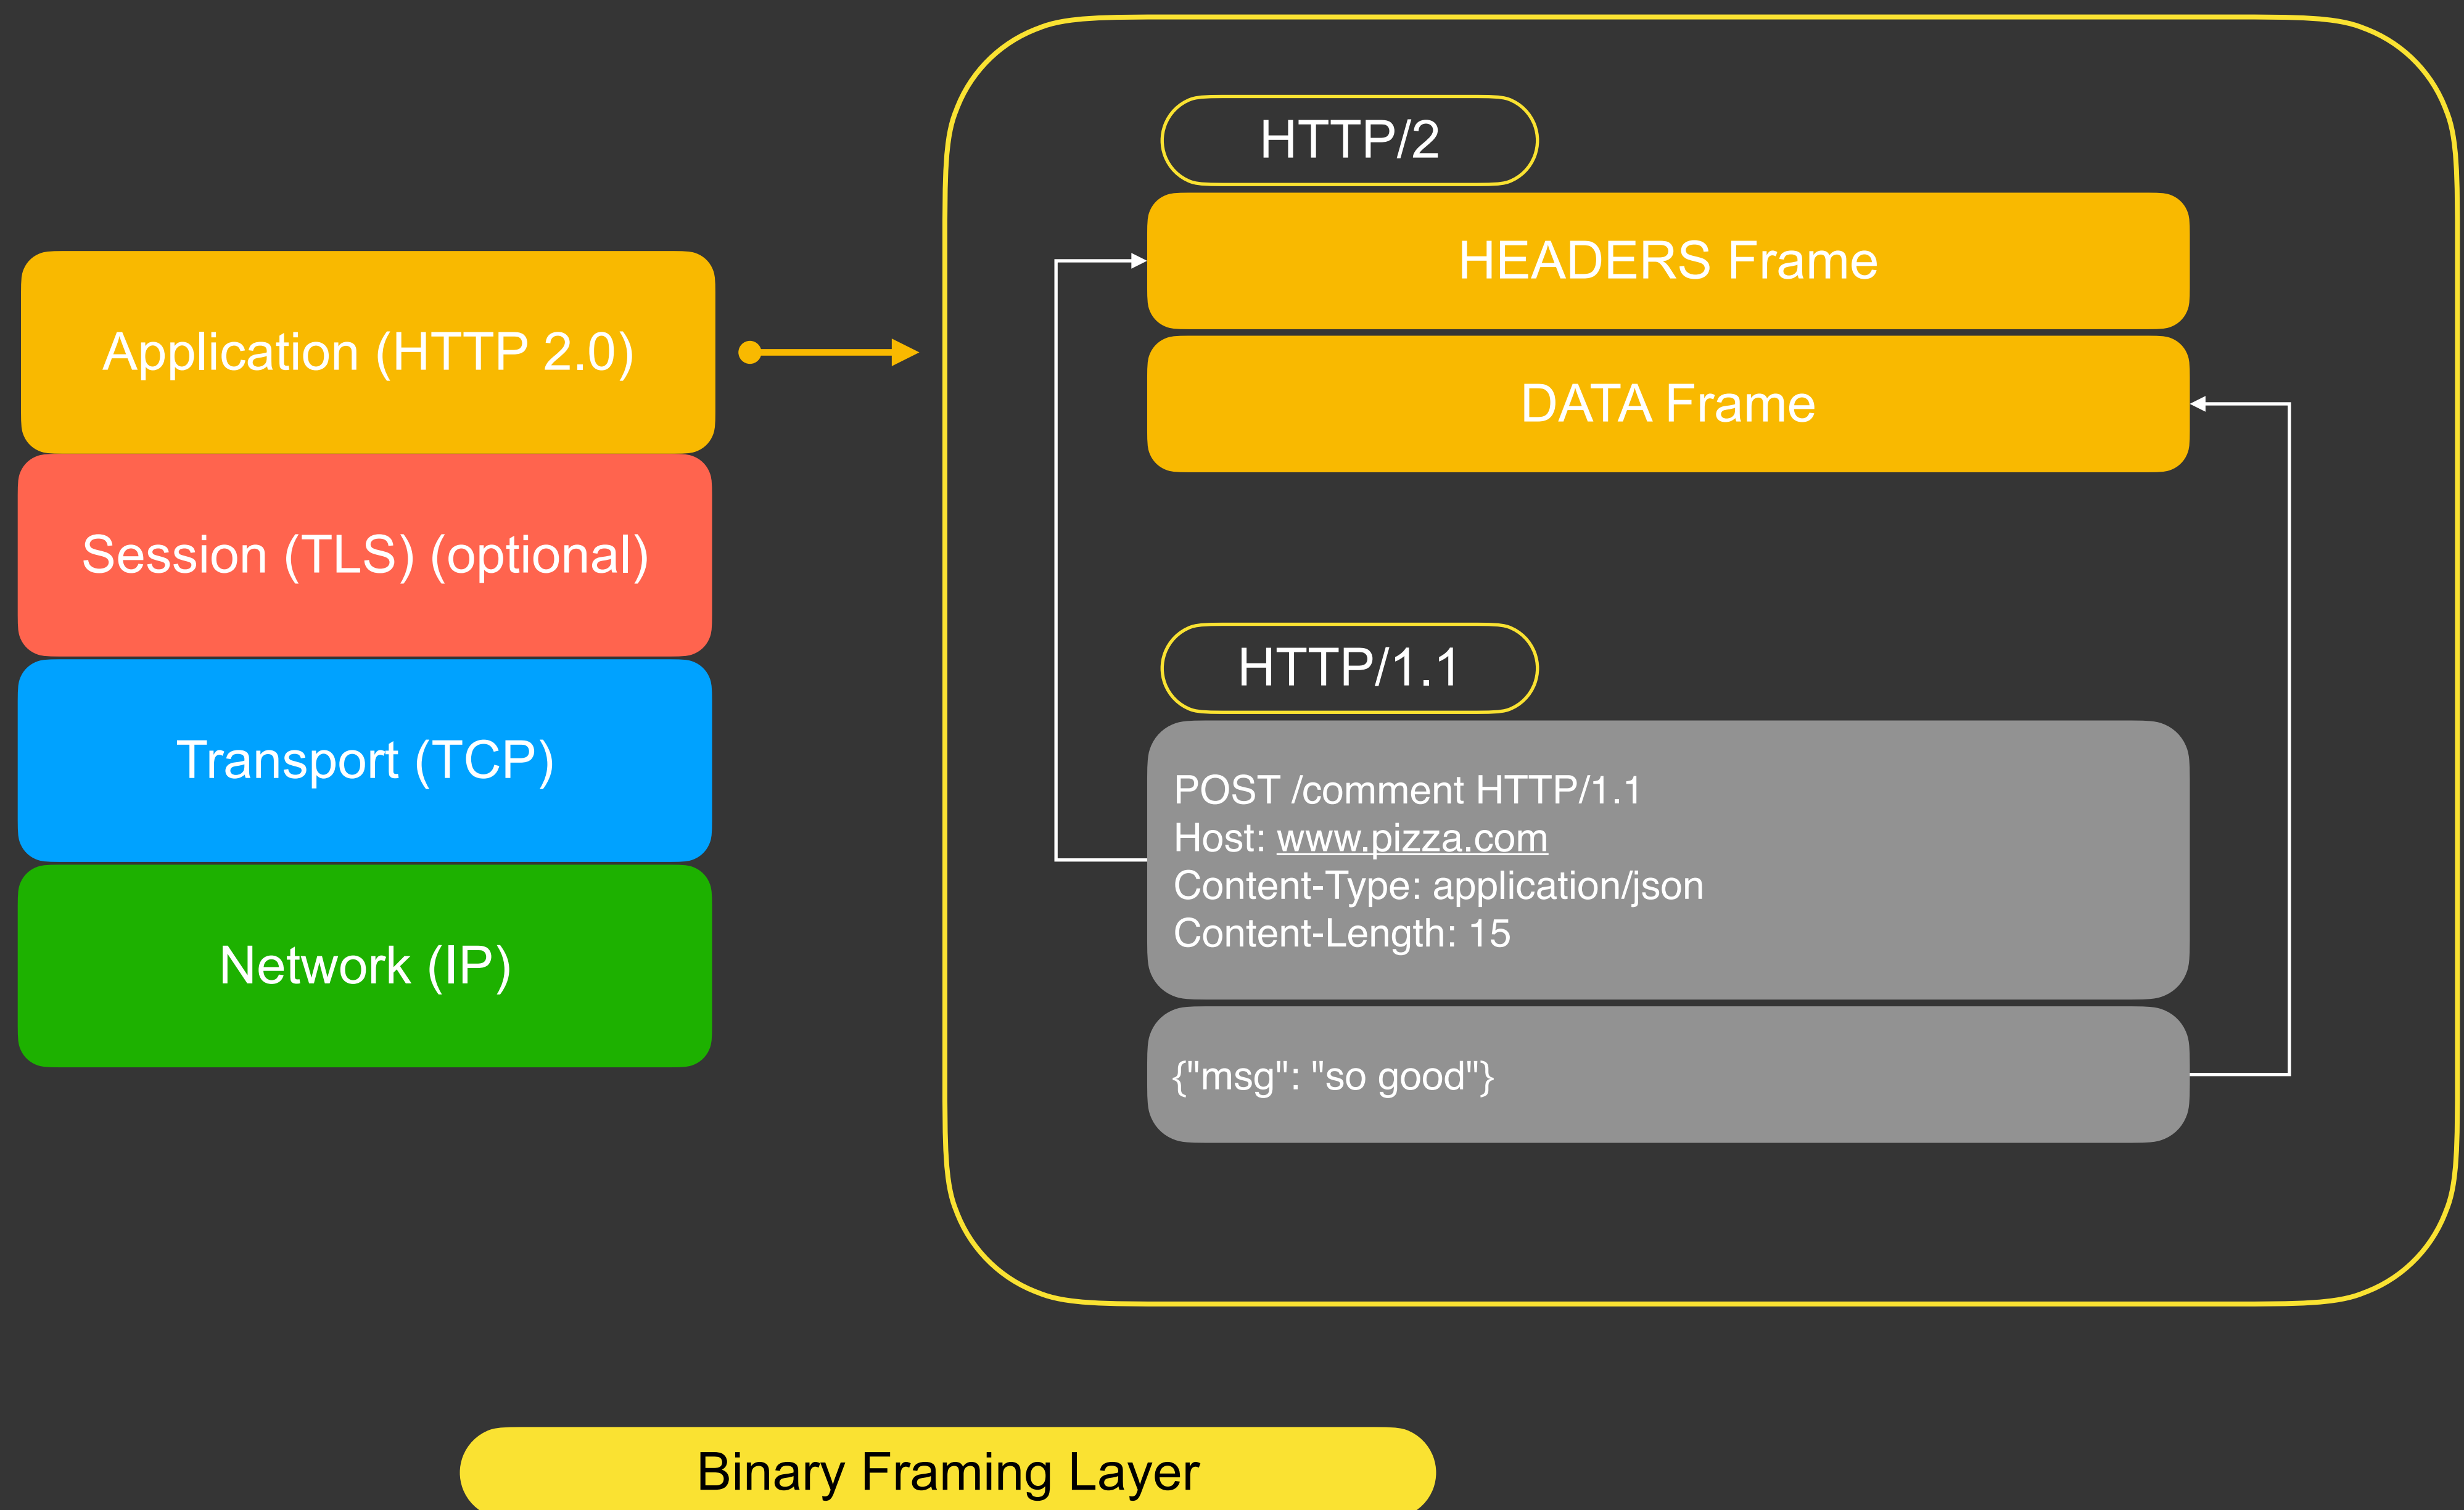 Application (HTTP 2.0)
Session (TLS) (optional)
Transport (TCP)
Network (IP)
HTTP/2
HEADERS Frame
DATA Frame
HTTP/1.1
POST /comment HTTP/1.1
Host: www.pizza.com
Content-Type: application/json
Content-Length: 15
{"msg": "so good"}
Binary Framing Layer